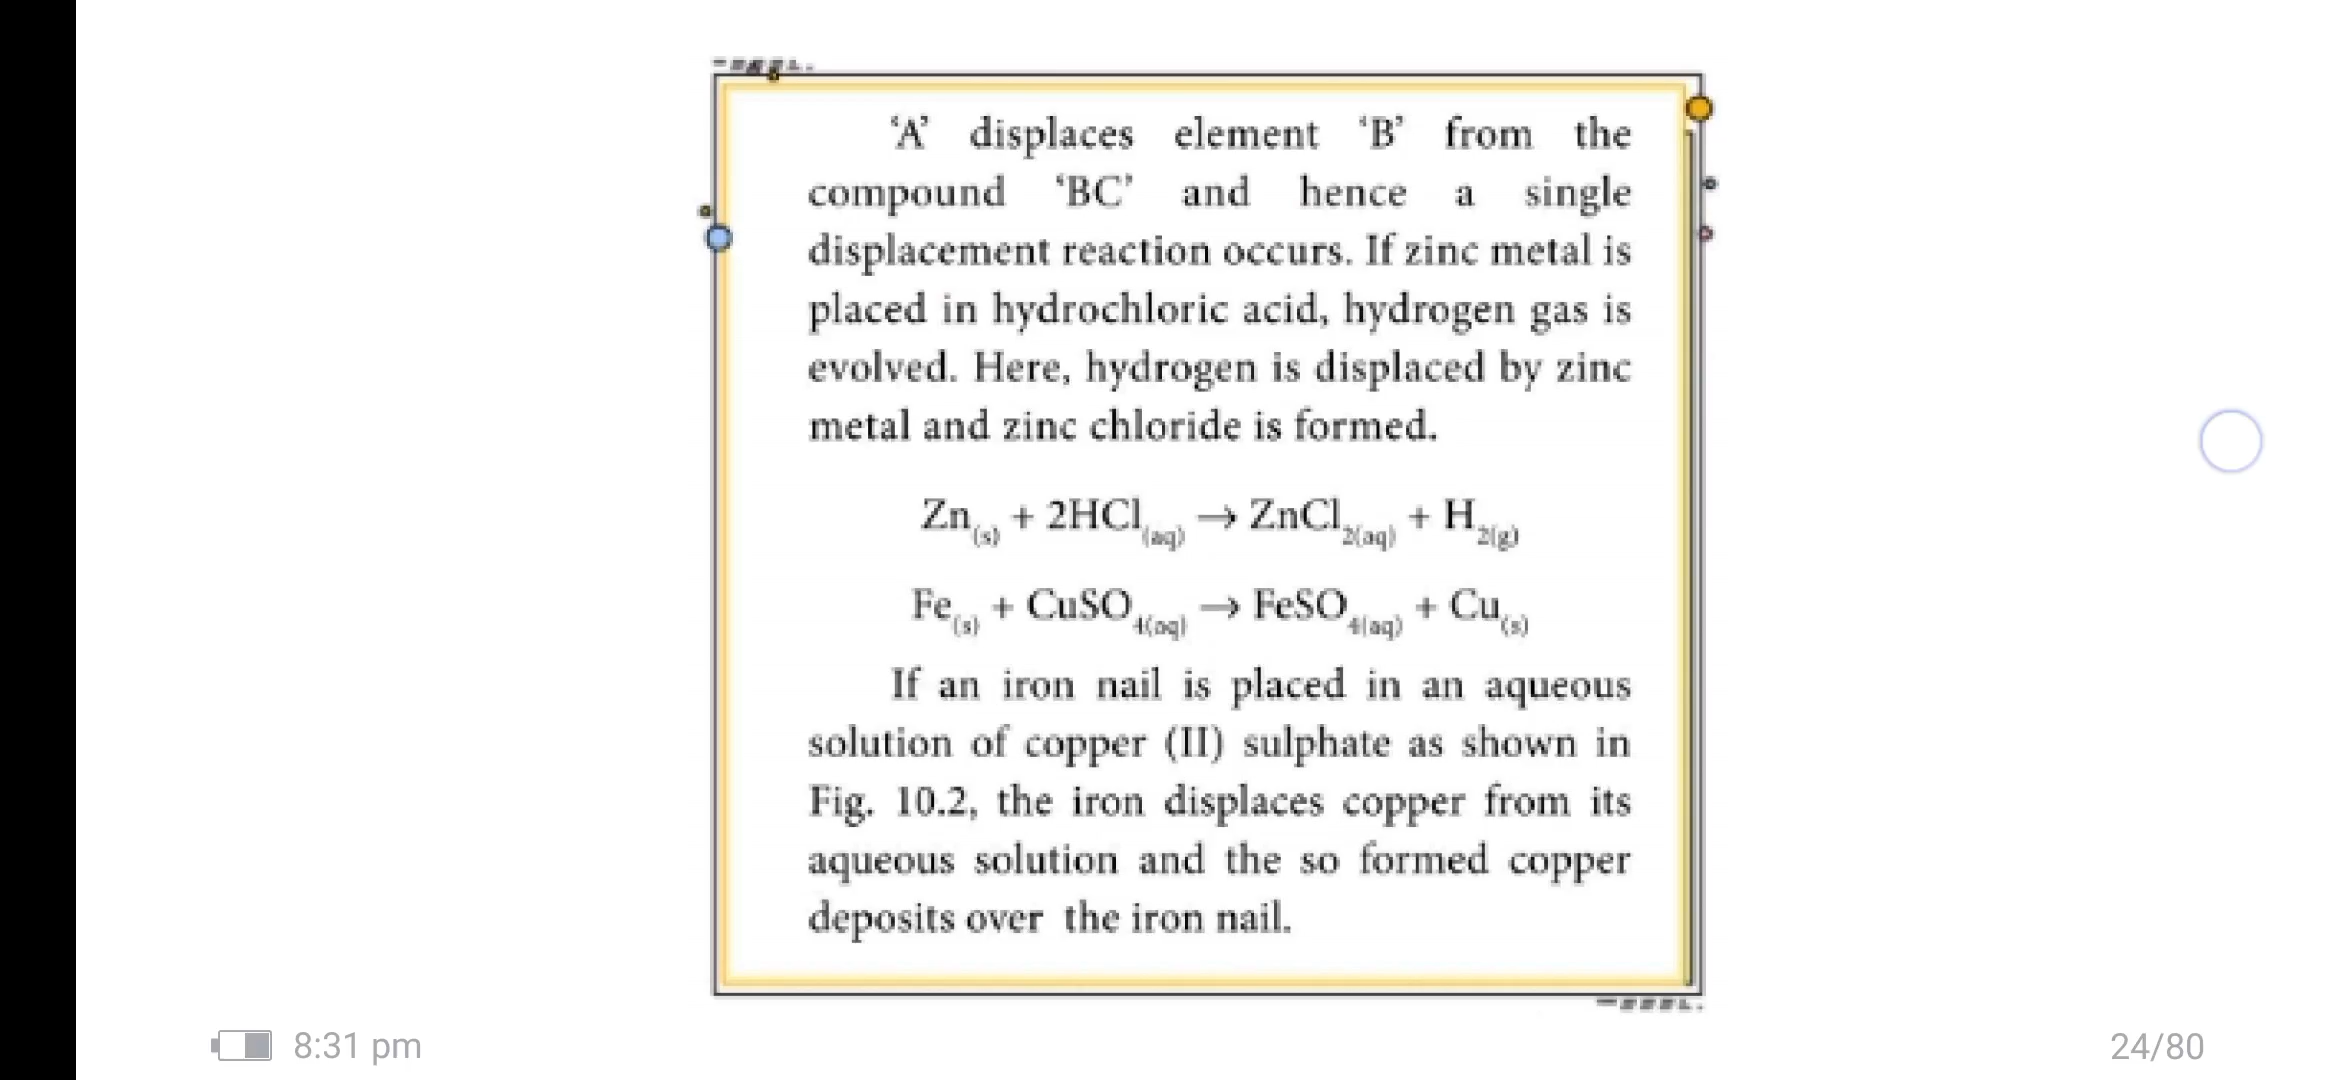 ‘A’ displaces element ‘B’ from the
compound ‘BC’ and hence a single
displacement reaction occurs. If zinc metal is
placed in hydrochloric acid, hydrogen gas is
evolved. Here, hydrogen is displaced by zinc
metal and zinc chloride is formed.
Zn(s) + 2HCl(aq) → ZnCl2(aq) + H2(g)
Fe(s) + CuSO4(aq) → FeSO4(aq) + Cu(s)
If an iron nail is placed in an aqueous
solution of copper (II) sulphate as shown in
Fig. 10.2, the iron displaces copper from its
aqueous solution and the so formed copper
deposits over the iron nail.
8:31 pm
24/80